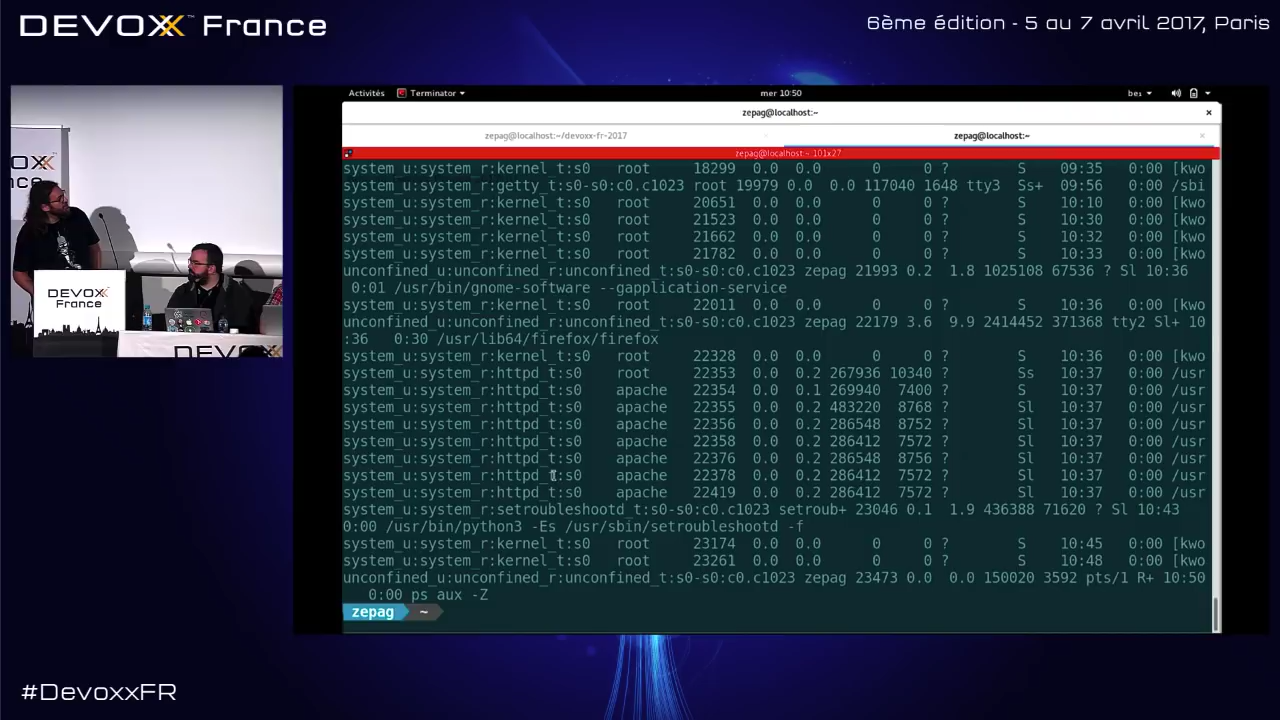 DEVOXX™ France
6ème édition - 5 au 7 avril 2017, Paris
Activités Terminator mer 10:50 be₁
zepag@localhost:~
zepag@localhost:~/devoxx-fr-2017 zepag@localhost:~
zepag@localhost:~ 101x27
system_u:system_r:kernel_t:s0 root 18299 0.0 0.0 0 0 ? S 09:35 0:00 [kwo
system_u:system_r:getty_t:s0-s0:c0.c1023 root 19979 0.0 0.0 117040 1648 tty3 Ss+ 09:56 0:00 /sbi
system_u:system_r:kernel_t:s0 root 20651 0.0 0.0 0 0 ? S 10:10 0:00 [kwo
system_u:system_r:kernel_t:s0 root 21523 0.0 0.0 0 0 ? S 10:30 0:00 [kwo
system_u:system_r:kernel_t:s0 root 21662 0.0 0.0 0 0 ? S 10:32 0:00 [kwo
system_u:system_r:kernel_t:s0 root 21782 0.0 0.0 0 0 ? S 10:33 0:00 [kwo
unconfined_u:unconfined_r:unconfined_t:s0-s0:c0.c1023 zepag 21993 0.2 1.8 1025108 67536 ? Sl 10:36
0:01 /usr/bin/gnome-software --gapplication-service
system_u:system_r:kernel_t:s0 root 22011 0.0 0.0 0 0 ? S 10:36 0:00 [kwo
unconfined_u:unconfined_r:unconfined_t:s0-s0:c0.c1023 zepag 22179 3.6 9.9 2414452 371368 tty2 Sl+ 10
:36 0:30 /usr/lib64/firefox/firefox
system_u:system_r:kernel_t:s0 root 22328 0.0 0.0 0 0 ? S 10:36 0:00 [kwo
system_u:system_r:httpd_t:s0 root 22353 0.0 0.2 267936 10340 ? Ss 10:37 0:00 /usr
system_u:system_r:httpd_t:s0 apache 22354 0.0 0.1 269940 7400 ? S 10:37 0:00 /usr
system_u:system_r:httpd_t:s0 apache 22355 0.0 0.2 483220 8768 ? Sl 10:37 0:00 /usr
system_u:system_r:httpd_t:s0 apache 22356 0.0 0.2 286548 8752 ? Sl 10:37 0:00 /usr
system_u:system_r:httpd_t:s0 apache 22358 0.0 0.2 286412 7572 ? Sl 10:37 0:00 /usr
system_u:system_r:httpd_t:s0 apache 22376 0.0 0.2 286548 8756 ? Sl 10:37 0:00 /usr
system_u:system_r:httpd_t:s0 apache 22378 0.0 0.2 286412 7572 ? Sl 10:37 0:00 /usr
system_u:system_r:httpd_t:s0 apache 22419 0.0 0.2 286412 7572 ? Sl 10:37 0:00 /usr
system_u:system_r:setroubleshootd_t:s0-s0:c0.c1023 setroub+ 23046 0.1 1.9 436388 71620 ? Sl 10:43
0:00 /usr/bin/python3 -Es /usr/sbin/setroubleshootd -f
system_u:system_r:kernel_t:s0 root 23174 0.0 0.0 0 0 ? S 10:45 0:00 [kwo
system_u:system_r:kernel_t:s0 root 23261 0.0 0.0 0 0 ? S 10:48 0:00 [kwo
unconfined_u:unconfined_r:unconfined_t:s0-s0:c0.c1023 zepag 23473 0.0 0.0 150020 3592 pts/1 R+ 10:50
0:00 ps aux -Z
zepag ~
DEVOXX
France
#DevoxxFR